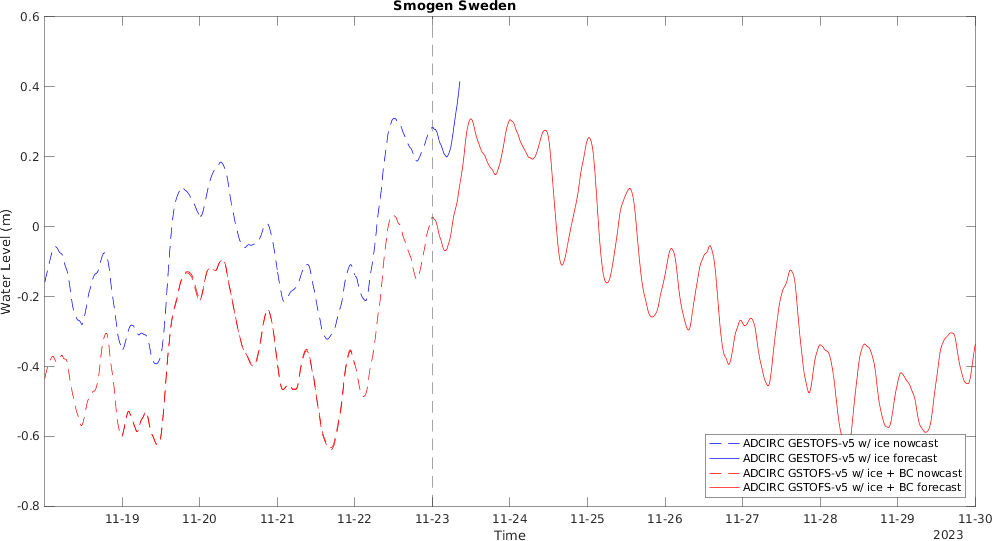 Smogen Sweden
0.6
0.4
0.2
0
-0.2
-0.4
-0.6
-0.8
Water Level (m)
ADCIRC GESTOFS-v5 w/ ice nowcast
ADCIRC GESTOFS-v5 w/ ice forecast
ADCIRC GSTOFS-v5 w/ ice + BC nowcast
ADCIRC GSTOFS-v5 w/ ice + BC forecast
11-19 11-20 11-21 11-22 11-23 11-24 11-25 11-26 11-27 11-28 11-29 11-30
Time
2023